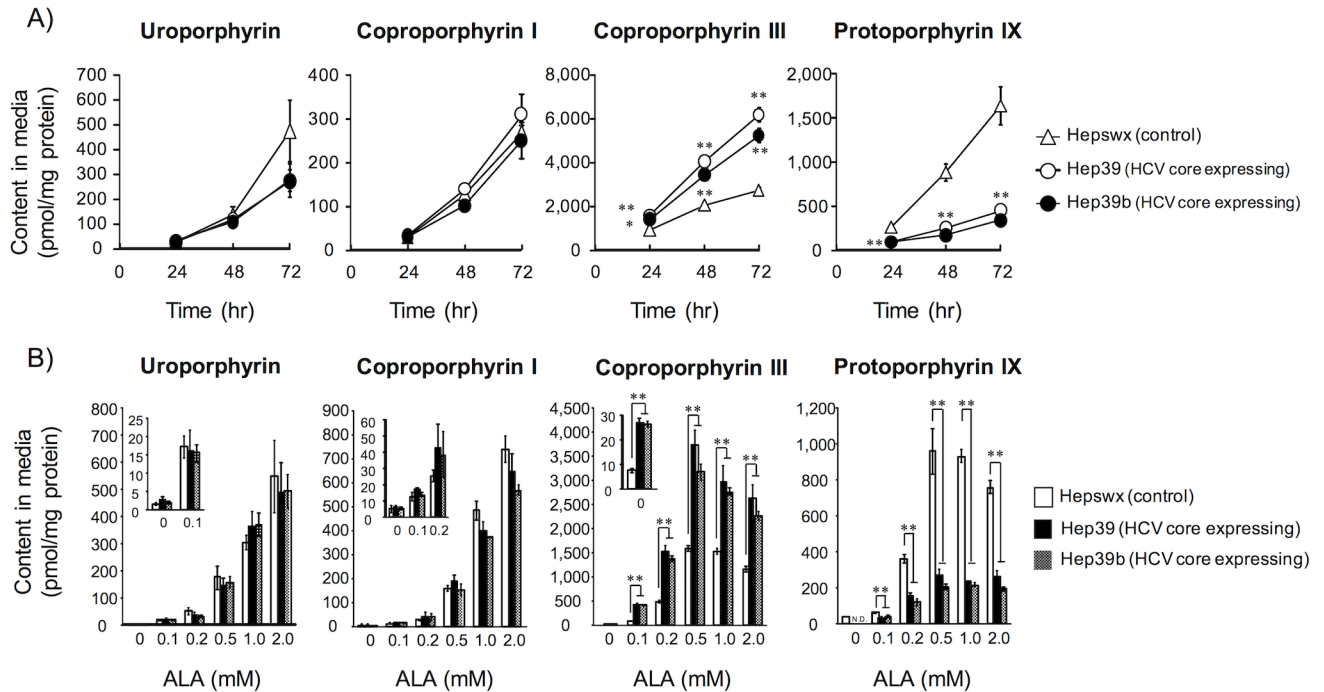 A)
Uroporphyrin Coproporphyrin I Coproporphyrin III Protoporphyrin IX
Content in media
(pmol/mg protein)
700
600
500
400
300
200
100
0
0 24 48 72
Time (hr)
400
300
200
100
0
0 24 48 72
Time (hr)
8,000
6,000
4,000
2,000
0
**
*
**
**
**
**
0 24 48 72
Time (hr)
2,000
1,500
1,000
500
0
**
**
**
0 24 48 72
Time (hr)
Hepswx (control)
Hep39 (HCV core expressing)
Hep39b (HCV core expressing)
B)
Uroporphyrin Coproporphyrin I Coproporphyrin III Protoporphyrin IX
Content in media
(pmol/mg protein)
800
700
600
500
400
300
200
100
0
25
20
15
10
5
0
0 0.1
0 0.1 0.2 0.5 1.0 2.0
ALA (mM)
900
800
700
600
500
400
300
200
100
0
60
50
40
30
20
10
0
0 0.1 0.2
0 0.1 0.2 0.5 1.0 2.0
ALA (mM)
4,500
4,000
3,500
3,000
2,500
2,000
1,500
1,000
500
0
30
20
10
0
**
0
** ** ** ** **
0 0.1 0.2 0.5 1.0 2.0
ALA (mM)
1,200
1,000
800
600
400
200
0
N.D.
** ** ** ** **
0 0.1 0.2 0.5 1.0 2.0
ALA (mM)
Hepswx (control)
Hep39 (HCV core expressing)
Hep39b (HCV core expressing)